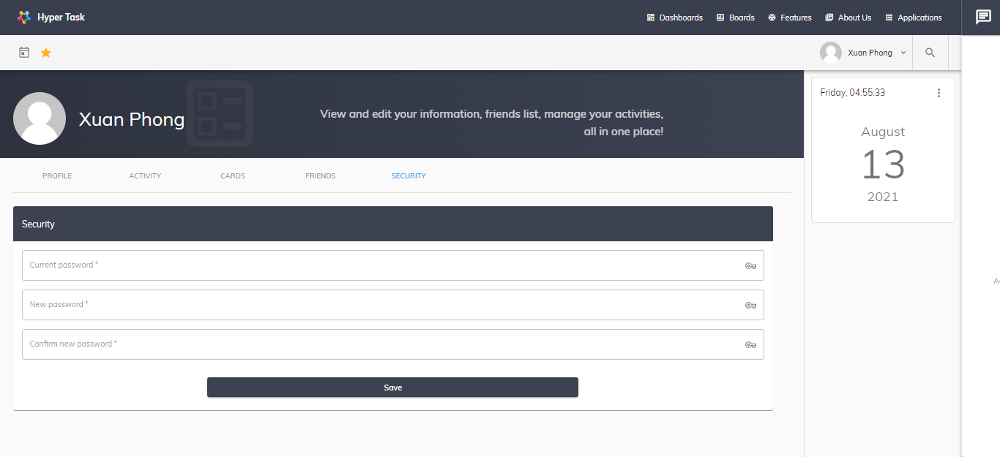 Hyper Task
Dashboards
Boards
Features
About Us
Applications
Xuan Phong
Xuan Phong
View and edit your information, friends list, manage your activities,
all in one place!
Friday, 04:55:33
August
13
2021
PROFILE
ACTIVITY
CARDS
FRIENDS
SECURITY
Security
Current password *
New password *
Confirm new password *
Save